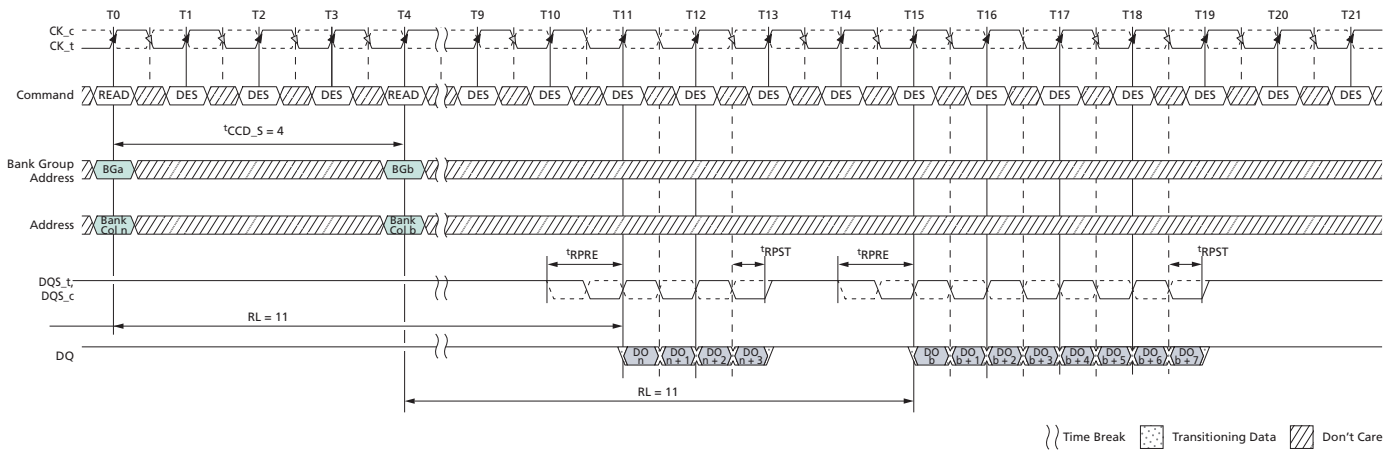 T0 T1 T2 T3 T4 T9 T10 T11 T12 T13 T14 T15 T16 T17 T18 T19 T20 T21
CK_c
CK_t
Command READ DES DES DES READ DES DES DES DES DES DES DES DES DES DES DES DES DES
tCCD_S = 4
Bank Group
Address
BGa BGb
Address
Bank
Col n
Bank
Col b
tRPRE tRPST tRPRE tRPST
DQS_t,
DQS_c
RL = 11
DQ
DO
n
DO
n + 1
DO
n + 2
DO
n + 3
DO
b
DO
b + 1
DO
b + 2
DO
b + 3
DO
b + 4
DO
b + 5
DO
b + 6
DO
b + 7
RL = 11
Time Break Transitioning Data Don't Care